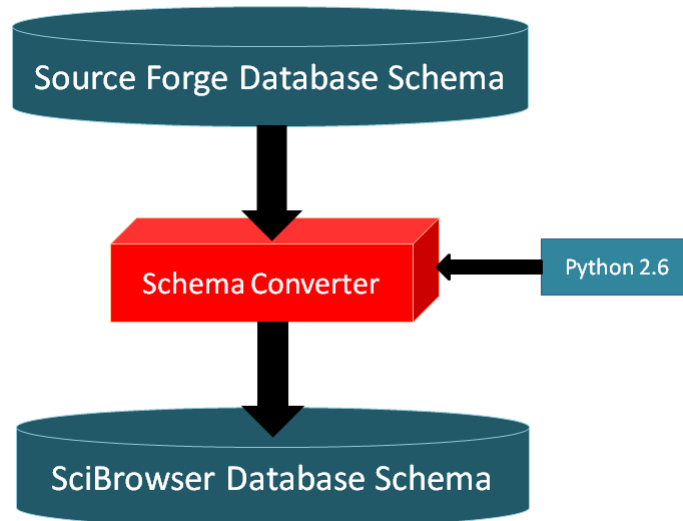 Source Forge Database Schema
Schema Converter
Python 2.6
SciBrowser Database Schema